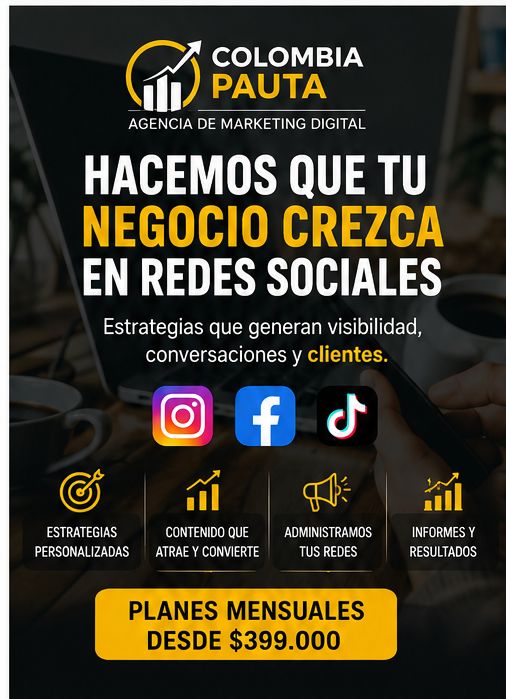 COLOMBIA
PAUTA
AGENCIA DE MARKETING DIGITAL
HACEMOS QUE TU
NEGOCIO CREZCA
EN REDES SOCIALES
Estrategias que generan visibilidad,
conversaciones y clientes.
ESTRATEGIAS
PERSONALIZADAS
CONTENIDO QUE
ATRAE Y CONVIERTE
ADMINISTRAMOS
TUS REDES
INFORMES Y
RESULTADOS
PLANES MENSUALES
DESDE $399.000